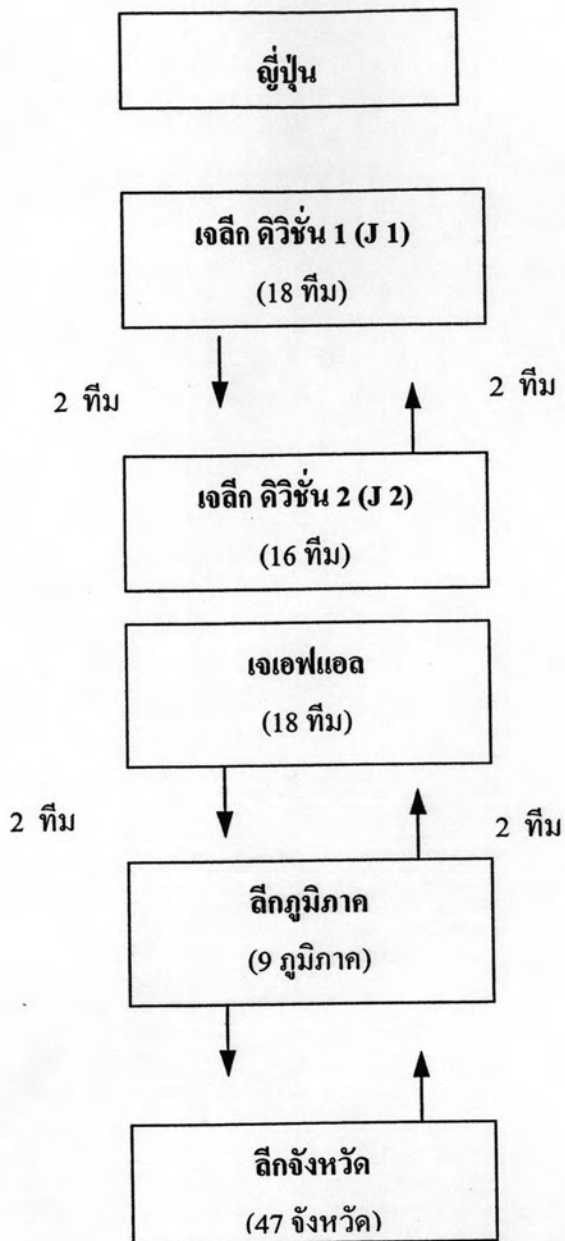 ญี่ปุ่น
เจลีก ดิวิชั่น 1 (J 1)
(18 ทีม)
2 ทีม
2 ทีม
เจลีก ดิวิชั่น 2 (J 2)
(16 ทีม)
เจเอฟแอล
(18 ทีม)
2 ทีม
2 ทีม
ลีกภูมิภาค
(9 ภูมิภาค)
ลีกจังหวัด
(47 จังหวัด)